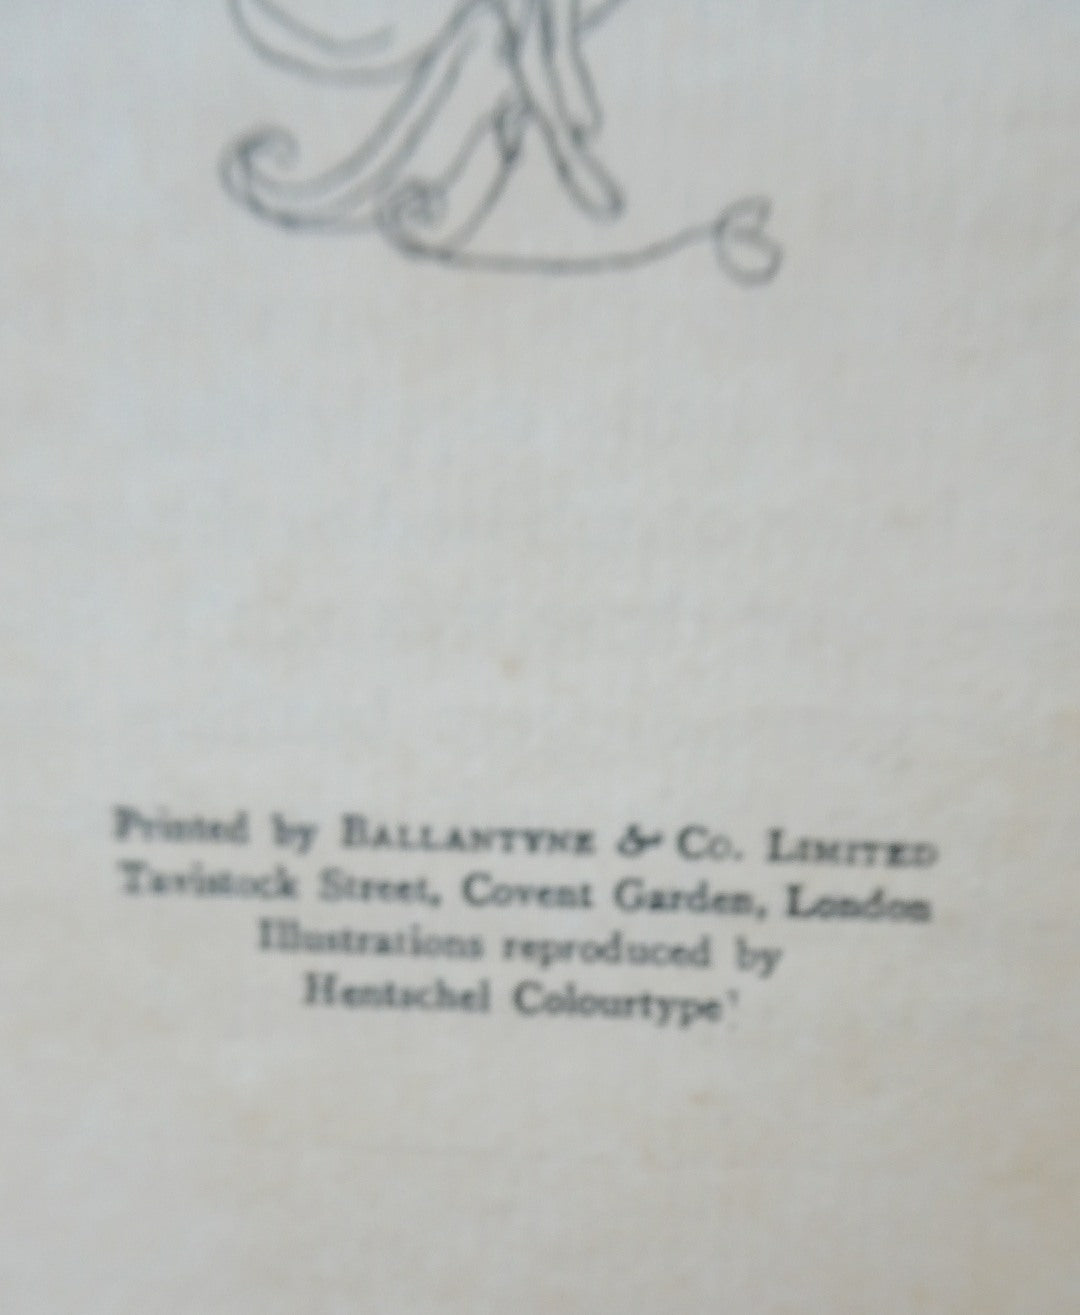 Printed by BALLANTYNE & CO. LIMITED
Tavistock Street, Covent Garden, London
Illustrations reproduced by
Hentschel Colourtype